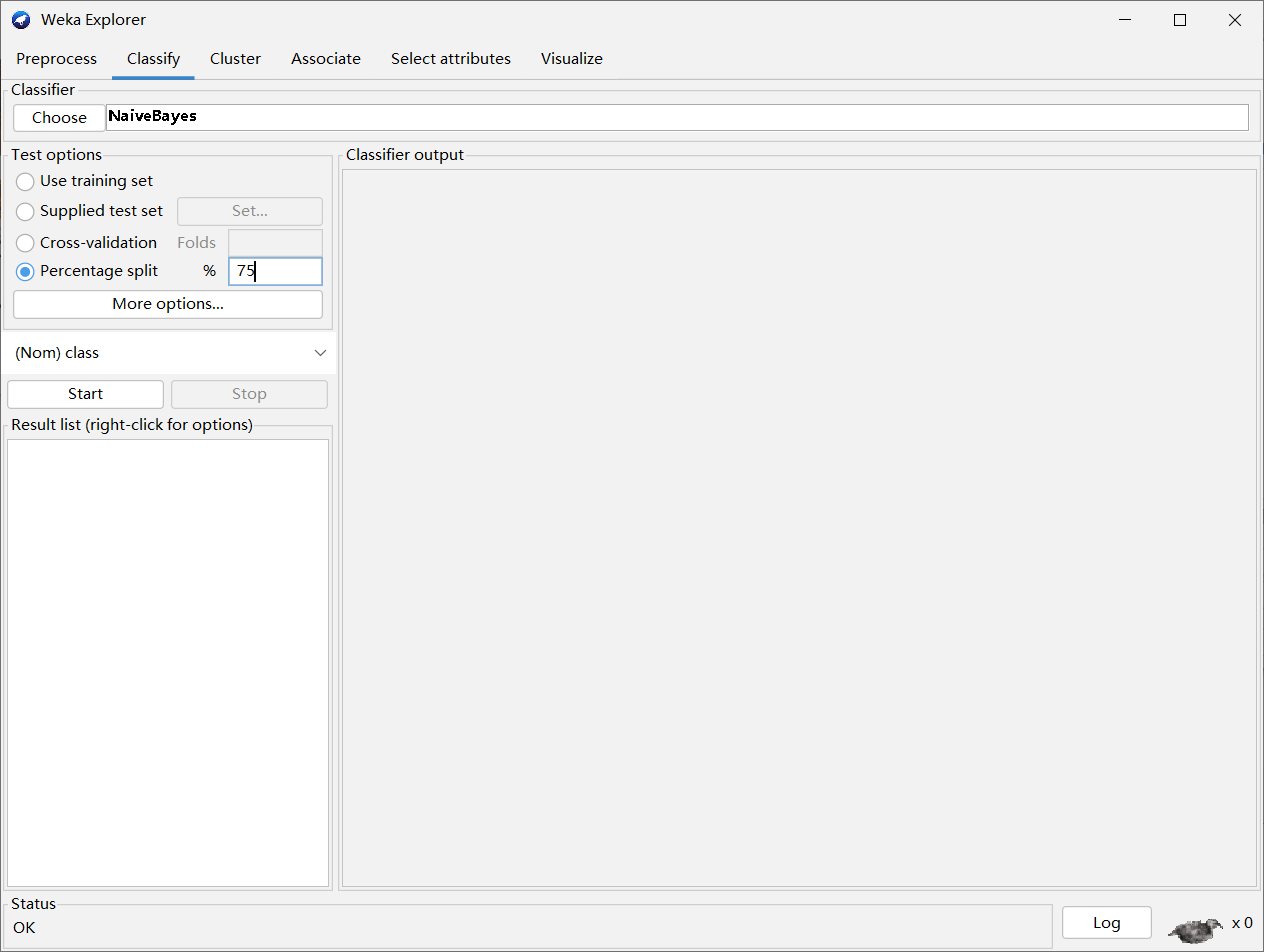 Weka Explorer
Preprocess Classify Cluster Associate Select attributes Visualize
Classifier
Choose NaiveBayes
Test options
Use training set
Supplied test set Set...
Cross-validation Folds
Percentage split % 75
More options...
(Nom) class
Start Stop
Result list (right-click for options)
Classifier output
Status
OK
Log x 0